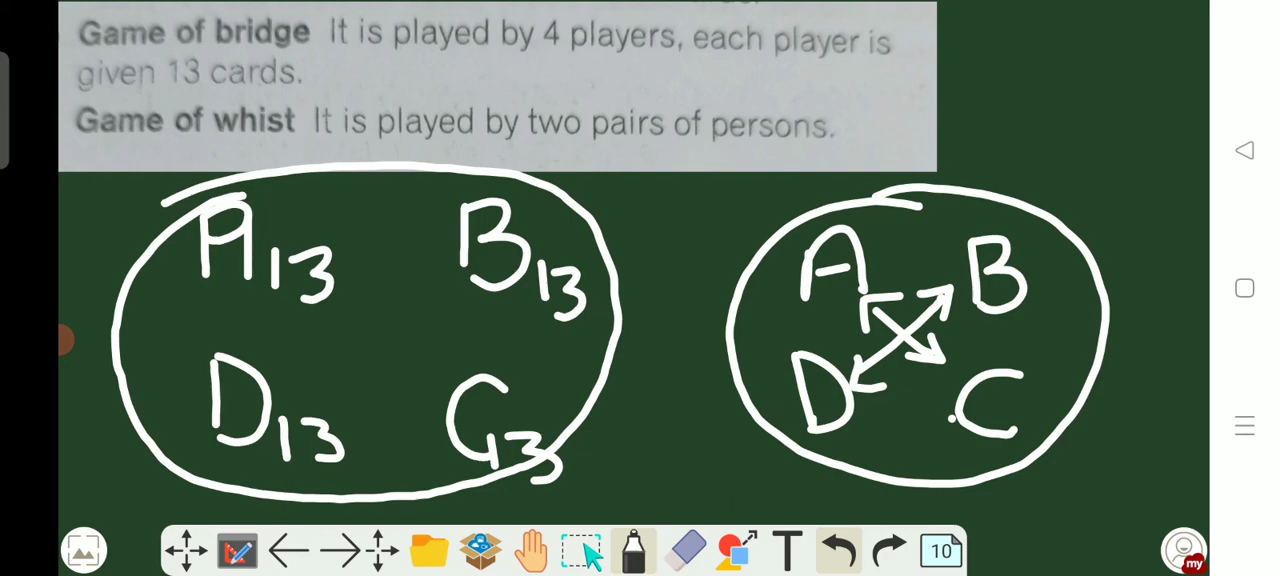 Game of bridge It is played by 4 players, each player is
given 13 cards.
Game of whist It is played by two pairs of persons.
A13 B13
D13 C13
A B
D C
T
10
my